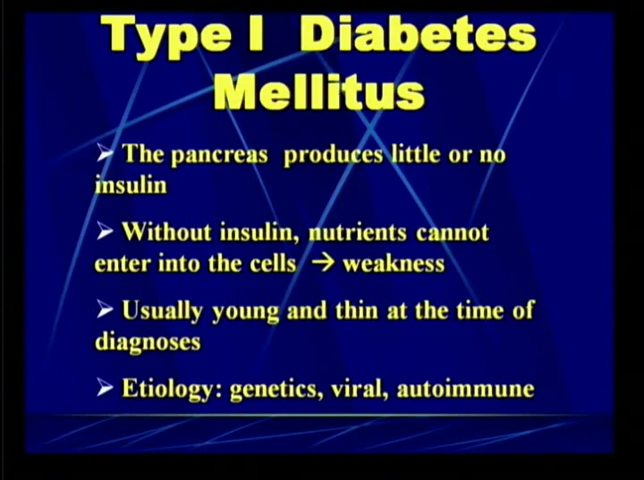 Type I Diabetes
Mellitus
➢ The pancreas produces little or no
insulin
➢ Without insulin, nutrients cannot
enter into the cells → weakness
➢ Usually young and thin at the time of
diagnoses
➢ Etiology: genetics, viral, autoimmune